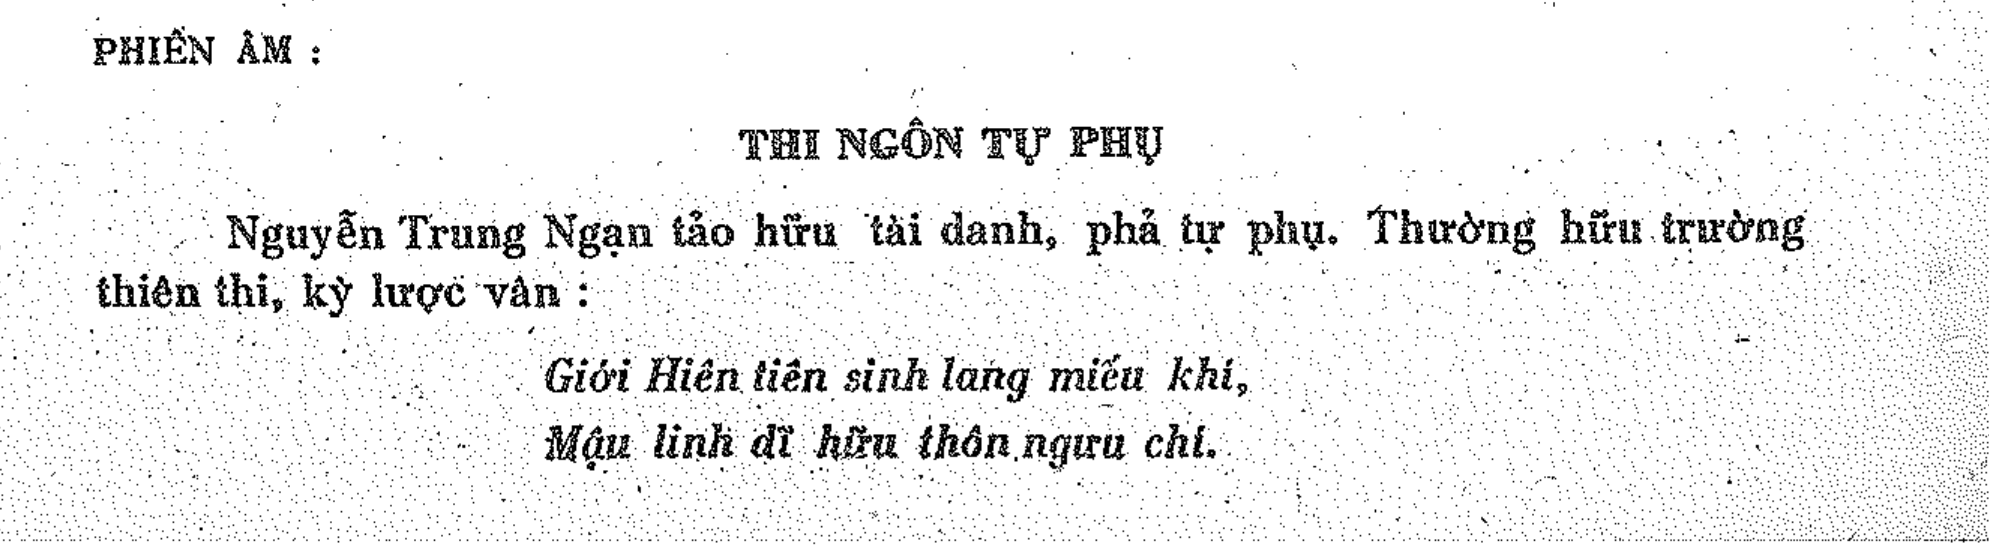 PHIÊN ÂM :
THI NGÔN TỰ PHỤ
Nguyễn Trung Ngạn tảo hữu tài danh, phả tự phụ. Thường hữu trường
thiên thi, kỳ lược vân :
Giới Hiên tiên sinh lang miếu khí,
Mậu linh dĩ hữu thôn ngưu chí.